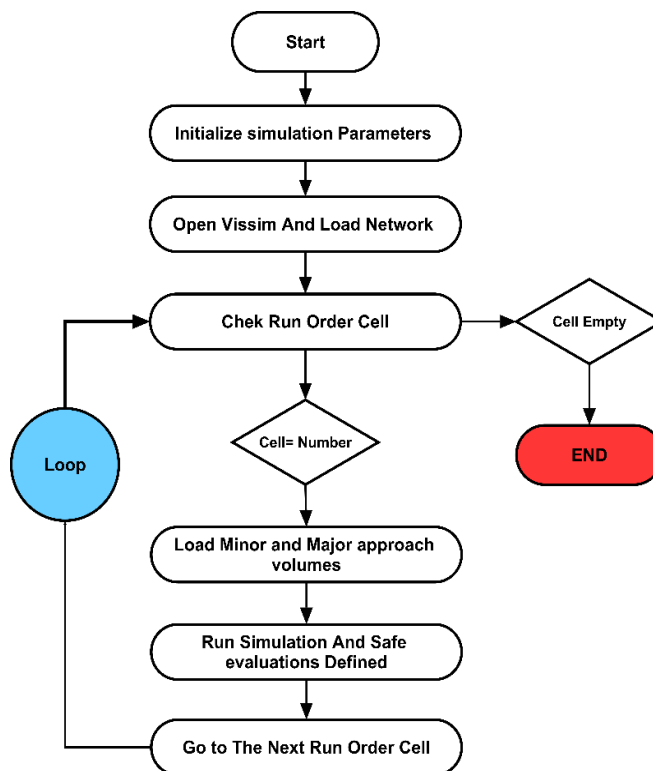 Start
Initialize simulation Parameters
Open Vissim And Load Network
Chek Run Order Cell
Cell Empty
Cell= Number
Loop
END
Load Minor and Major approach
volumes
Run Simulation And Safe
evaluations Defined
Go to The Next Run Order Cell